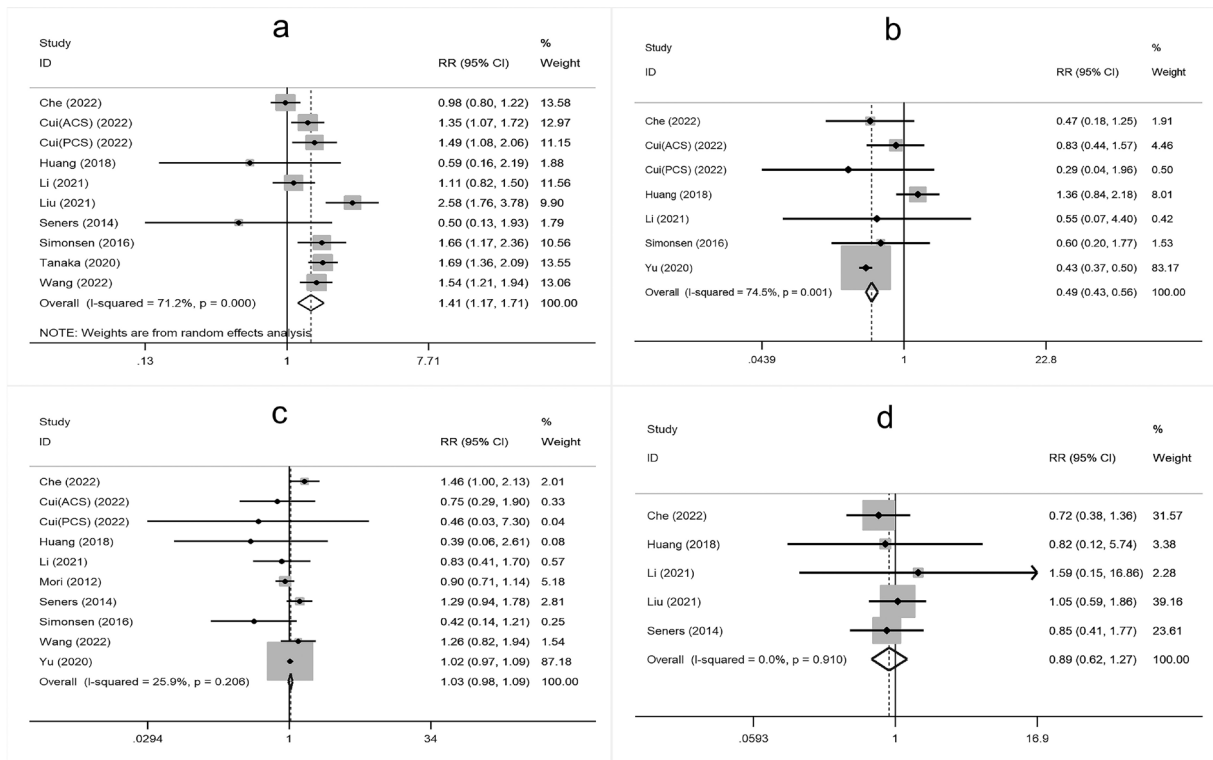 a
Study %
ID RR (95% CI) Weight
Che (2022) 0.98 (0.80, 1.22) 13.58
Cui(ACS) (2022) 1.35 (1.07, 1.72) 12.97
Cui(PCS) (2022) 1.49 (1.08, 2.06) 11.15
Huang (2018) 0.59 (0.16, 2.19) 1.88
Li (2021) 1.11 (0.82, 1.50) 11.56
Liu (2021) 2.58 (1.76, 3.78) 9.90
Seners (2014) 0.50 (0.13, 1.93) 1.79
Simonsen (2016) 1.66 (1.17, 2.36) 10.56
Tanaka (2020) 1.69 (1.36, 2.09) 13.55
Wang (2022) 1.54 (1.21, 1.94) 13.06
Overall (I-squared = 71.2%, p = 0.000) 1.41 (1.17, 1.71) 100.00
NOTE: Weights are from random effects analysis
.13 1 7.71
b
Study %
ID RR (95% CI) Weight
Che (2022) 0.47 (0.18, 1.25) 1.91
Cui(ACS) (2022) 0.83 (0.44, 1.57) 4.46
Cui(PCS) (2022) 0.29 (0.04, 1.96) 0.50
Huang (2018) 1.36 (0.84, 2.18) 8.01
Li (2021) 0.55 (0.07, 4.40) 0.42
Simonsen (2016) 0.60 (0.20, 1.77) 1.53
Yu (2020) 0.43 (0.37, 0.50) 83.17
Overall (I-squared = 74.5%, p = 0.001) 0.49 (0.43, 0.56) 100.00
.0439 1 22.8
c
Study %
ID RR (95% CI) Weight
Che (2022) 1.46 (1.00, 2.13) 2.01
Cui(ACS) (2022) 0.75 (0.29, 1.90) 0.33
Cui(PCS) (2022) 0.46 (0.03, 7.30) 0.04
Huang (2018) 0.39 (0.06, 2.61) 0.08
Li (2021) 0.83 (0.41, 1.70) 0.57
Mori (2012) 0.90 (0.71, 1.14) 5.18
Seners (2014) 1.29 (0.94, 1.78) 2.81
Simonsen (2016) 0.42 (0.14, 1.21) 0.25
Wang (2022) 1.26 (0.82, 1.94) 1.54
Yu (2020) 1.02 (0.97, 1.09) 87.18
Overall (I-squared = 25.9%, p = 0.206) 1.03 (0.98, 1.09) 100.00
.0294 1 34
d
Study %
ID RR (95% CI) Weight
Che (2022) 0.72 (0.38, 1.36) 31.57
Huang (2018) 0.82 (0.12, 5.74) 3.38
Li (2021) 1.59 (0.15, 16.86) 2.28
Liu (2021) 1.05 (0.59, 1.86) 39.16
Seners (2014) 0.85 (0.41, 1.77) 23.61
Overall (I-squared = 0.0%, p = 0.910) 0.89 (0.62, 1.27) 100.00
.0593 1 16.9